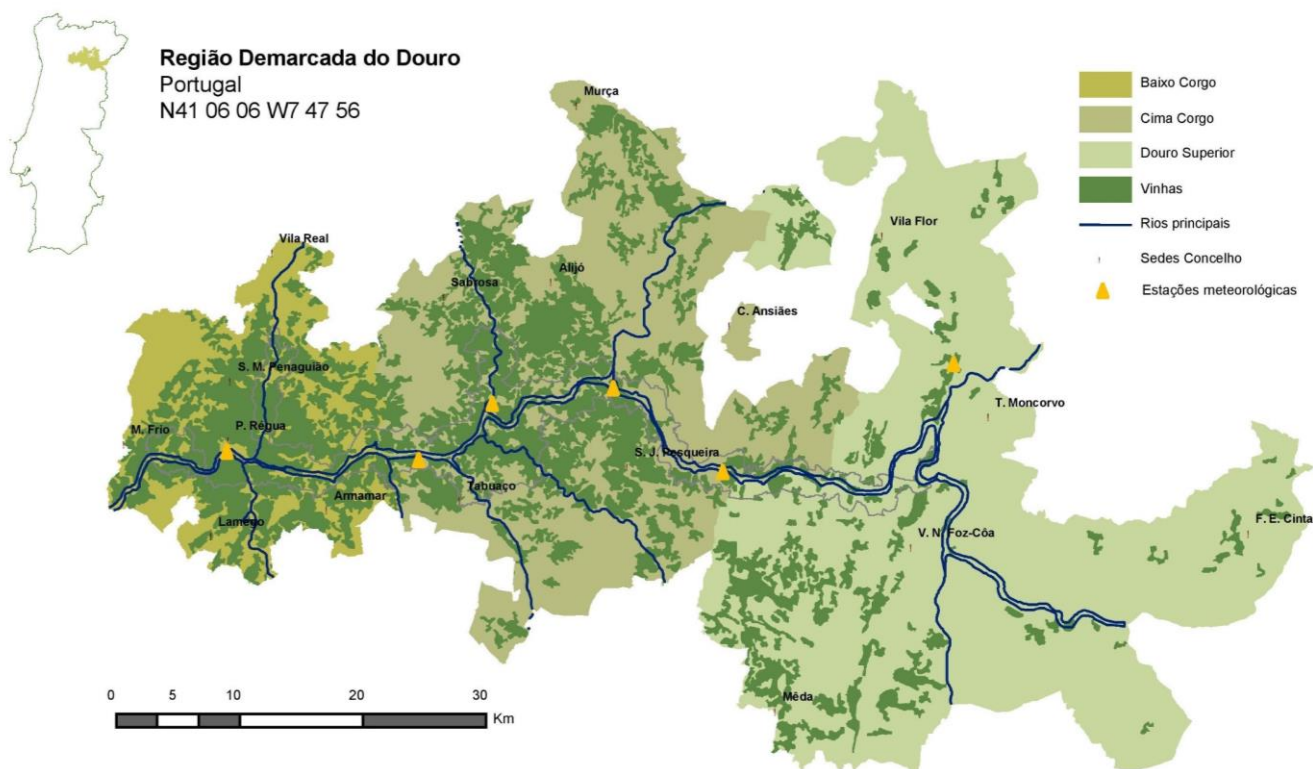 Região Demarcada do Douro
Portugal
N41 06 06 W7 47 56
Baixo Corgo
Cima Corgo
Douro Superior
Vinhas
Rios principais
Sedes Concelho
Estações meteorológicas
Murça
Vila Flor
Vila Real
Alijó
Sabrosa
C. Ansiães
S. M. Penaguião
T. Moncorvo
M. Frio
P. Régua
S. J. Pesqueira
Tabuaço
Armamar
Lamego
F. E. Cinta
V. N. Foz-Côa
Mêda
0 5 10 20 30
Km